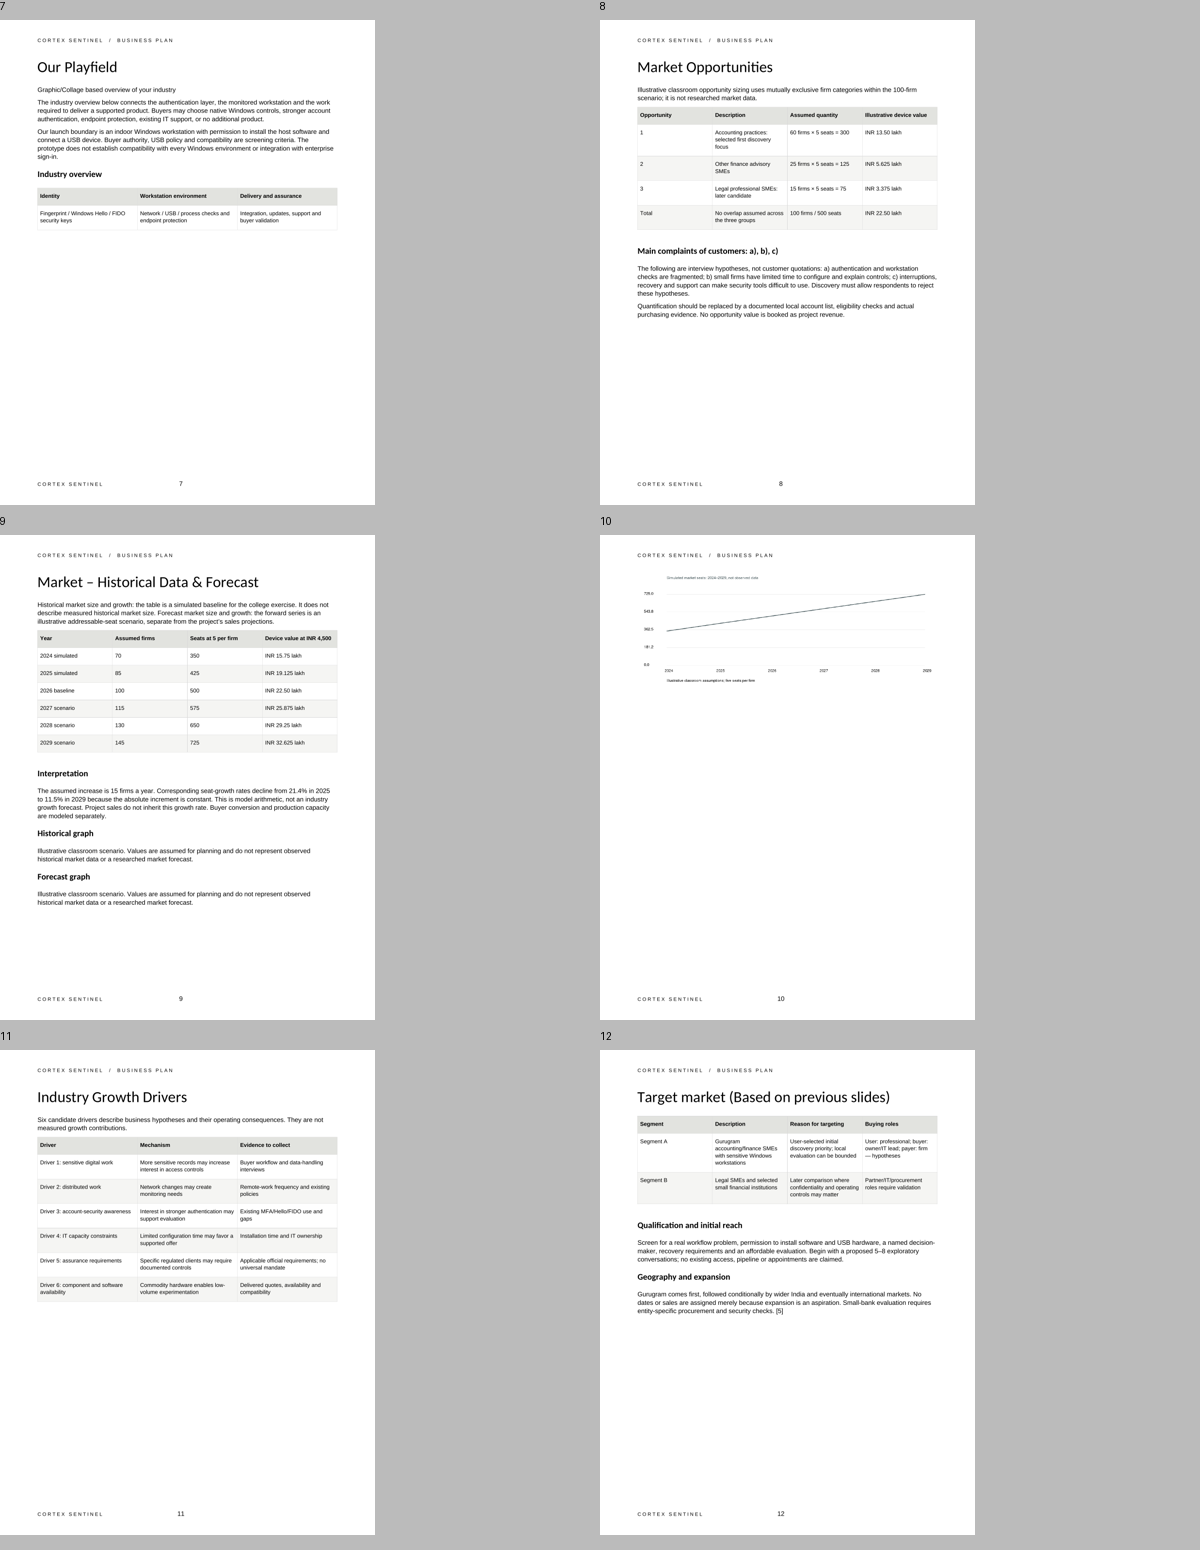 7
CORTEX SENTINEL / BUSINESS PLAN
Our Playfield
Graphic/Collage based overview of your industry
The industry overview below connects the authentication layer, the monitored workstation and the work
required to deliver a supported product. Buyers may choose native Windows controls, stronger account
authentication, endpoint protection, existing IT support, or no additional product.
Our launch boundary is an indoor Windows workstation with permission to install the host software and
connect a USB device. Buyer authority, USB policy and compatibility are screening criteria. The
prototype does not establish compatibility with every Windows environment or integration with enterprise
sign-in.
Industry overview
Identity Workstation environment Delivery and assurance
Fingerprint / Windows Hello / FIDO security keys Network / USB / process checks and endpoint protection Integration, updates, support and buyer validation
CORTEX SENTINEL 7
8
CORTEX SENTINEL / BUSINESS PLAN
Market Opportunities
Illustrative classroom opportunity sizing uses mutually exclusive firm categories within the 100-firm
scenario; it is not researched market data.
Opportunity Description Assumed quantity Illustrative device value
1 Accounting practices: selected first discovery focus 60 firms × 5 seats = 300 INR 13.50 lakh
2 Other finance advisory SMEs 25 firms × 5 seats = 125 INR 5.625 lakh
3 Legal professional SMEs: later candidate 15 firms × 5 seats = 75 INR 3.375 lakh
Total No overlap assumed across the three groups 100 firms / 500 seats INR 22.50 lakh
Main complaints of customers: a), b), c)
The following are interview hypotheses, not customer quotations: a) authentication and workstation
checks are fragmented; b) small firms have limited time to configure and explain controls; c) interruptions,
recovery and support can make security tools difficult to use. Discovery must allow respondents to reject
these hypotheses.
Quantification should be replaced by a documented local account list, eligibility checks and actual
purchasing evidence. No opportunity value is booked as project revenue.
CORTEX SENTINEL 8
9
CORTEX SENTINEL / BUSINESS PLAN
Market – Historical Data & Forecast
Historical market size and growth: the table is a simulated baseline for the college exercise. It does not
describe measured historical market size. Forecast market size and growth: the forward series is an
illustrative addressable-seat scenario, separate from the project's sales projections.
Year Assumed firms Seats at 5 per firm Device value at INR 4,500
2024 simulated 70 350 INR 15.75 lakh
2025 simulated 85 425 INR 19.125 lakh
2026 baseline 100 500 INR 22.50 lakh
2027 scenario 115 575 INR 25.875 lakh
2028 scenario 130 650 INR 29.25 lakh
2029 scenario 145 725 INR 32.625 lakh
Interpretation
The assumed increase is 15 firms a year. Corresponding seat-growth rates decline from 21.4% in 2025
to 11.5% in 2029 because the absolute increment is constant. This is model arithmetic, not an industry
growth forecast. Project sales do not inherit this growth rate. Buyer conversion and production capacity
are modeled separately.
Historical graph
Illustrative classroom scenario. Values are assumed for planning and do not represent observed
historical market data or a researched market forecast.
Forecast graph
Illustrative classroom scenario. Values are assumed for planning and do not represent observed
historical market data or a researched market forecast.
CORTEX SENTINEL 9
10
CORTEX SENTINEL / BUSINESS PLAN
Simulated market seats: 2024–2029, not observed data
725.0
543.8
362.5
181.2
0.0
2024 2025 2026 2027 2028 2029
Illustrative classroom assumptions: five seats per firm
CORTEX SENTINEL 10
11
CORTEX SENTINEL / BUSINESS PLAN
Industry Growth Drivers
Six candidate drivers describe business hypotheses and their operating consequences. They are not
measured growth contributions.
Driver Mechanism Evidence to collect
Driver 1: sensitive digital work More sensitive records may increase interest in access controls Buyer workflow and data-handling interviews
Driver 2: distributed work Network changes may create monitoring needs Remote-work frequency and existing policies
Driver 3: account-security awareness Interest in stronger authentication may support evaluation Existing MFA/Hello/FIDO use and gaps
Driver 4: IT capacity constraints Limited configuration time may favor a supported offer Installation time and IT ownership
Driver 5: assurance requirements Specific regulated clients may require documented controls Applicable official requirements; no universal mandate
Driver 6: component and software availability Commodity hardware enables low-volume experimentation Delivered quotes, availability and compatibility
CORTEX SENTINEL 11
12
CORTEX SENTINEL / BUSINESS PLAN
Target market (Based on previous slides)
Segment Description Reason for targeting Buying roles
Segment A Gurugram accounting/finance SMEs with sensitive Windows workstations User-selected initial discovery priority; local evaluation can be bounded User: professional; buyer: owner/IT lead; payer: firm — hypotheses
Segment B Legal SMEs and selected small financial institutions Later comparison where confidentiality and operating controls may matter Partner/IT/procurement roles require validation
Qualification and initial reach
Screen for a real workflow problem, permission to install software and USB hardware, a named decision-
maker, recovery requirements and an affordable evaluation. Begin with a proposed 5–8 exploratory
conversations; no existing access, pipeline or appointments are claimed.
Geography and expansion
Gurugram comes first, followed conditionally by wider India and eventually international markets. No
dates or sales are assigned merely because expansion is an aspiration. Small-bank evaluation requires
entity-specific procurement and security checks. [5]
CORTEX SENTINEL 12